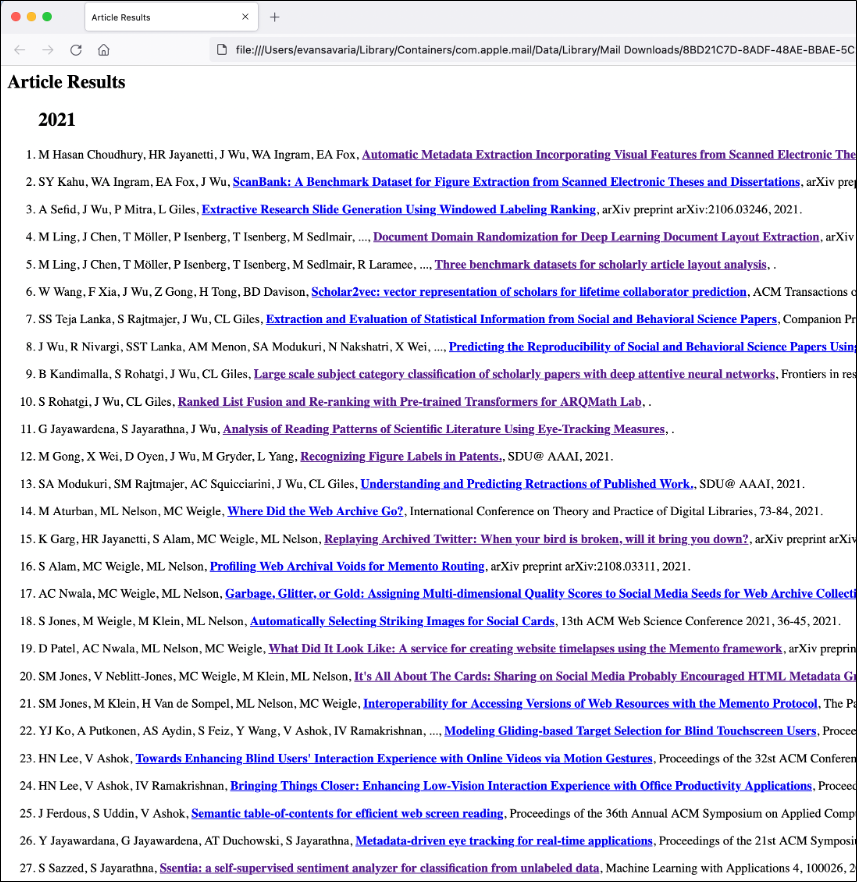 Article Results
file:///Users/evansavaria/Library/Containers/com.apple.mail/Data/Library/Mail Downloads/8BD21C7D-8ADF-48AE-BBAE-5C
Article Results
2021
1. M Hasan Choudhury, HR Jayanetti, J Wu, WA Ingram, EA Fox, Automatic Metadata Extraction Incorporating Visual Features from Scanned Electronic The
2. SY Kahu, WA Ingram, EA Fox, J Wu, ScanBank: A Benchmark Dataset for Figure Extraction from Scanned Electronic Theses and Dissertations, arXiv prep
3. A Sefid, J Wu, P Mitra, L Giles, Extractive Research Slide Generation Using Windowed Labeling Ranking, arXiv preprint arXiv:2106.03246, 2021.
4. M Ling, J Chen, T Möller, P Isenberg, T Isenberg, M Sedlmair, ..., Document Domain Randomization for Deep Learning Document Layout Extraction, arXiv
5. M Ling, J Chen, T Möller, P Isenberg, T Isenberg, M Sedlmair, R Laramee, ..., Three benchmark datasets for scholarly article layout analysis, .
6. W Wang, F Xia, J Wu, Z Gong, H Tong, BD Davison, Scholar2vec: vector representation of scholars for lifetime collaborator prediction, ACM Transactions o
7. SS Teja Lanka, S Rajtmajer, J Wu, CL Giles, Extraction and Evaluation of Statistical Information from Social and Behavioral Science Papers, Companion Pr
8. J Wu, R Nivargi, SST Lanka, AM Menon, SA Modukuri, N Nakshatri, X Wei, ..., Predicting the Reproducibility of Social and Behavioral Science Papers Using
9. B Kandimalla, S Rohatgi, J Wu, CL Giles, Large scale subject category classification of scholarly papers with deep attentive neural networks, Frontiers in res
10. S Rohatgi, J Wu, CL Giles, Ranked List Fusion and Re-ranking with Pre-trained Transformers for ARQMath Lab, .
11. G Jayawardena, S Jayarathna, J Wu, Analysis of Reading Patterns of Scientific Literature Using Eye-Tracking Measures, .
12. M Gong, X Wei, D Oyen, J Wu, M Gryder, L Yang, Recognizing Figure Labels in Patents., SDU@ AAAI, 2021.
13. SA Modukuri, SM Rajtmajer, AC Squicciarini, J Wu, CL Giles, Understanding and Predicting Retractions of Published Work., SDU@ AAAI, 2021.
14. M Aturban, ML Nelson, MC Weigle, Where Did the Web Archive Go?, International Conference on Theory and Practice of Digital Libraries, 73-84, 2021.
15. K Garg, HR Jayanetti, S Alam, MC Weigle, ML Nelson, Replaying Archived Twitter: When your bird is broken, will it bring you down?, arXiv preprint arXiv
16. S Alam, MC Weigle, ML Nelson, Profiling Web Archival Voids for Memento Routing, arXiv preprint arXiv:2108.03311, 2021.
17. AC Nwala, MC Weigle, ML Nelson, Garbage, Glitter, or Gold: Assigning Multi-dimensional Quality Scores to Social Media Seeds for Web Archive Collecti
18. S Jones, M Weigle, M Klein, ML Nelson, Automatically Selecting Striking Images for Social Cards, 13th ACM Web Science Conference 2021, 36-45, 2021.
19. D Patel, AC Nwala, ML Nelson, MC Weigle, What Did It Look Like: A service for creating website timelapses using the Memento framework, arXiv preprin
20. SM Jones, V Neblitt-Jones, MC Weigle, M Klein, ML Nelson, It's All About The Cards: Sharing on Social Media Probably Encouraged HTML Metadata Gr
21. SM Jones, M Klein, H Van de Sompel, ML Nelson, MC Weigle, Interoperability for Accessing Versions of Web Resources with the Memento Protocol, The Pa
22. YJ Ko, A Putkonen, AS Aydin, S Feiz, Y Wang, V Ashok, IV Ramakrishnan, ..., Modeling Gliding-based Target Selection for Blind Touchscreen Users, Procee
23. HN Lee, V Ashok, Towards Enhancing Blind Users' Interaction Experience with Online Videos via Motion Gestures, Proceedings of the 32st ACM Conferen
24. HN Lee, V Ashok, IV Ramakrishnan, Bringing Things Closer: Enhancing Low-Vision Interaction Experience with Office Productivity Applications, Proceed
25. J Ferdous, S Uddin, V Ashok, Semantic table-of-contents for efficient web screen reading, Proceedings of the 36th Annual ACM Symposium on Applied Comp
26. Y Jayawardana, G Jayawardena, AT Duchowski, S Jayarathna, Metadata-driven eye tracking for real-time applications, Proceedings of the 21st ACM Symposi
27. S Sazzed, S Jayarathna, Ssentia: a self-supervised sentiment analyzer for classification from unlabeled data, Machine Learning with Applications 4, 100026, 2